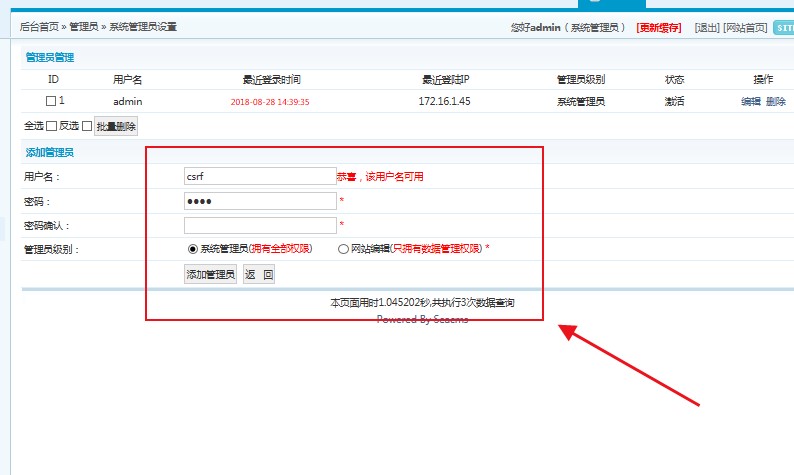 后台首页 » 管理员 » 系统管理员设置
您好admin（系统管理员） [更新缓存] [退出] [网站首页]
管理员管理
ID 用户名 最近登录时间 最近登陆IP 管理员级别 状态 操作
1 admin 2018-08-28 14:39:35 172.16.1.45 系统管理员 激活 编辑 删除
全选 反选 批量删除
添加管理员
用户名： csrf 恭喜，该用户名可用
密码： ●●●● *
密码确认： *
管理员级别： 系统管理员(拥有全部权限) 网站编辑(只拥有数据管理权限) *
添加管理员 返 回
本页面用时1.045202秒,共执行3次数据查询
Powered By Seacms